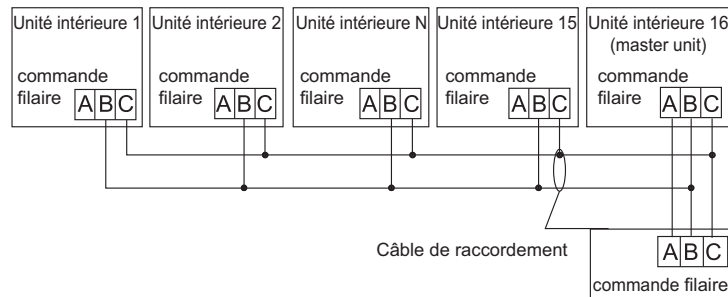 Unité intérieure 1
commande
filaire
A B C
Unité intérieure 2
commande
filaire
A B C
Unité intérieure N
commande
filaire
A B C
Unité intérieure 15
commande
filaire
A B C
Unité intérieure 16
(master unit)
commande
filaire
A B C
Câble de raccordement
A B C
commande filaire